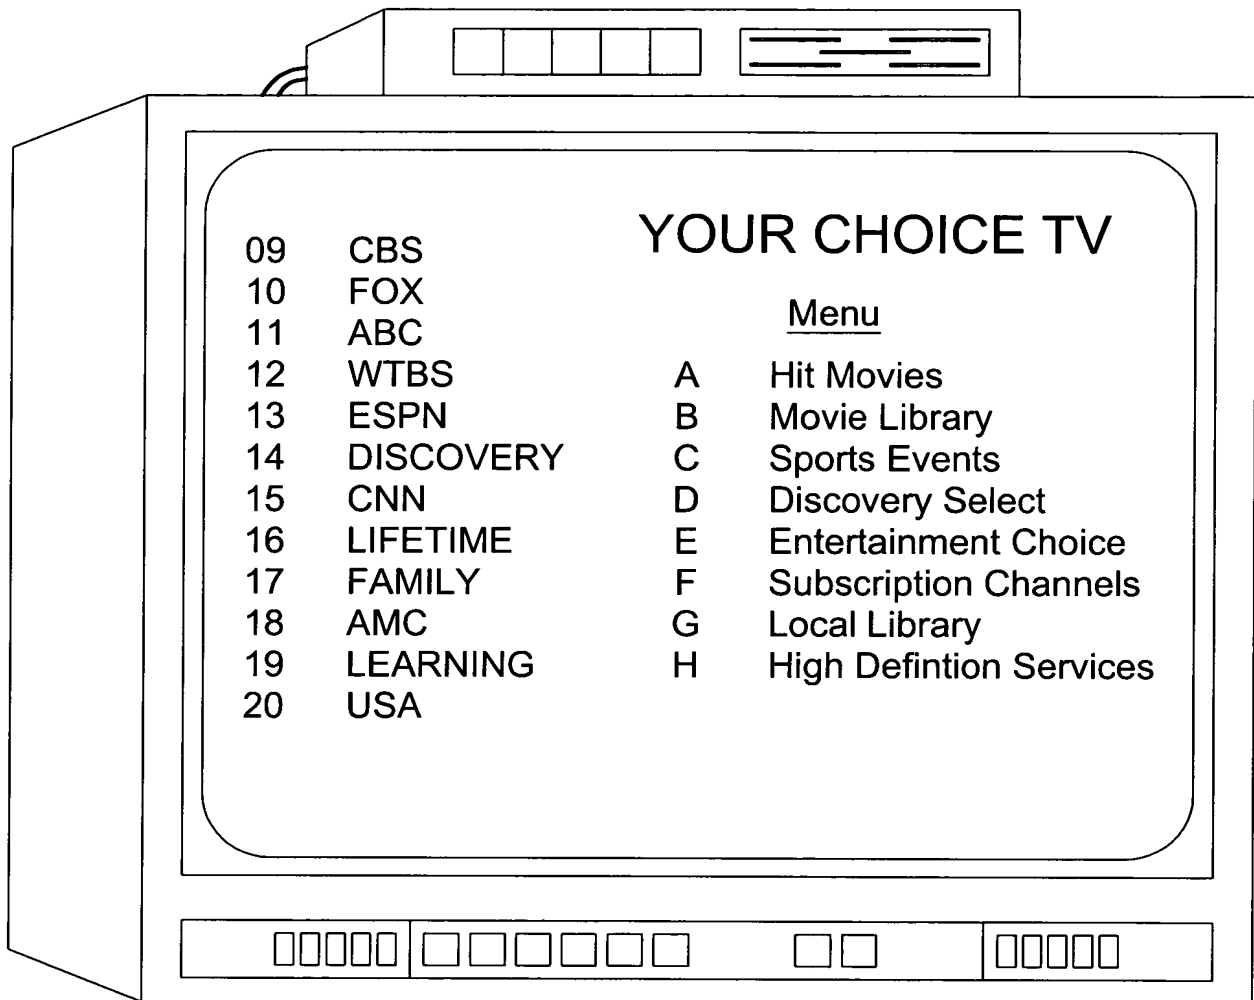 YOUR CHOICE TV
09 CBS
10 FOX
11 ABC
12 WTBS
13 ESPN
14 DISCOVERY
15 CNN
16 LIFETIME
17 FAMILY
18 AMC
19 LEARNING
20 USA
Menu
A Hit Movies
B Movie Library
C Sports Events
D Discovery Select
E Entertainment Choice
F Subscription Channels
G Local Library
H High Defintion Services